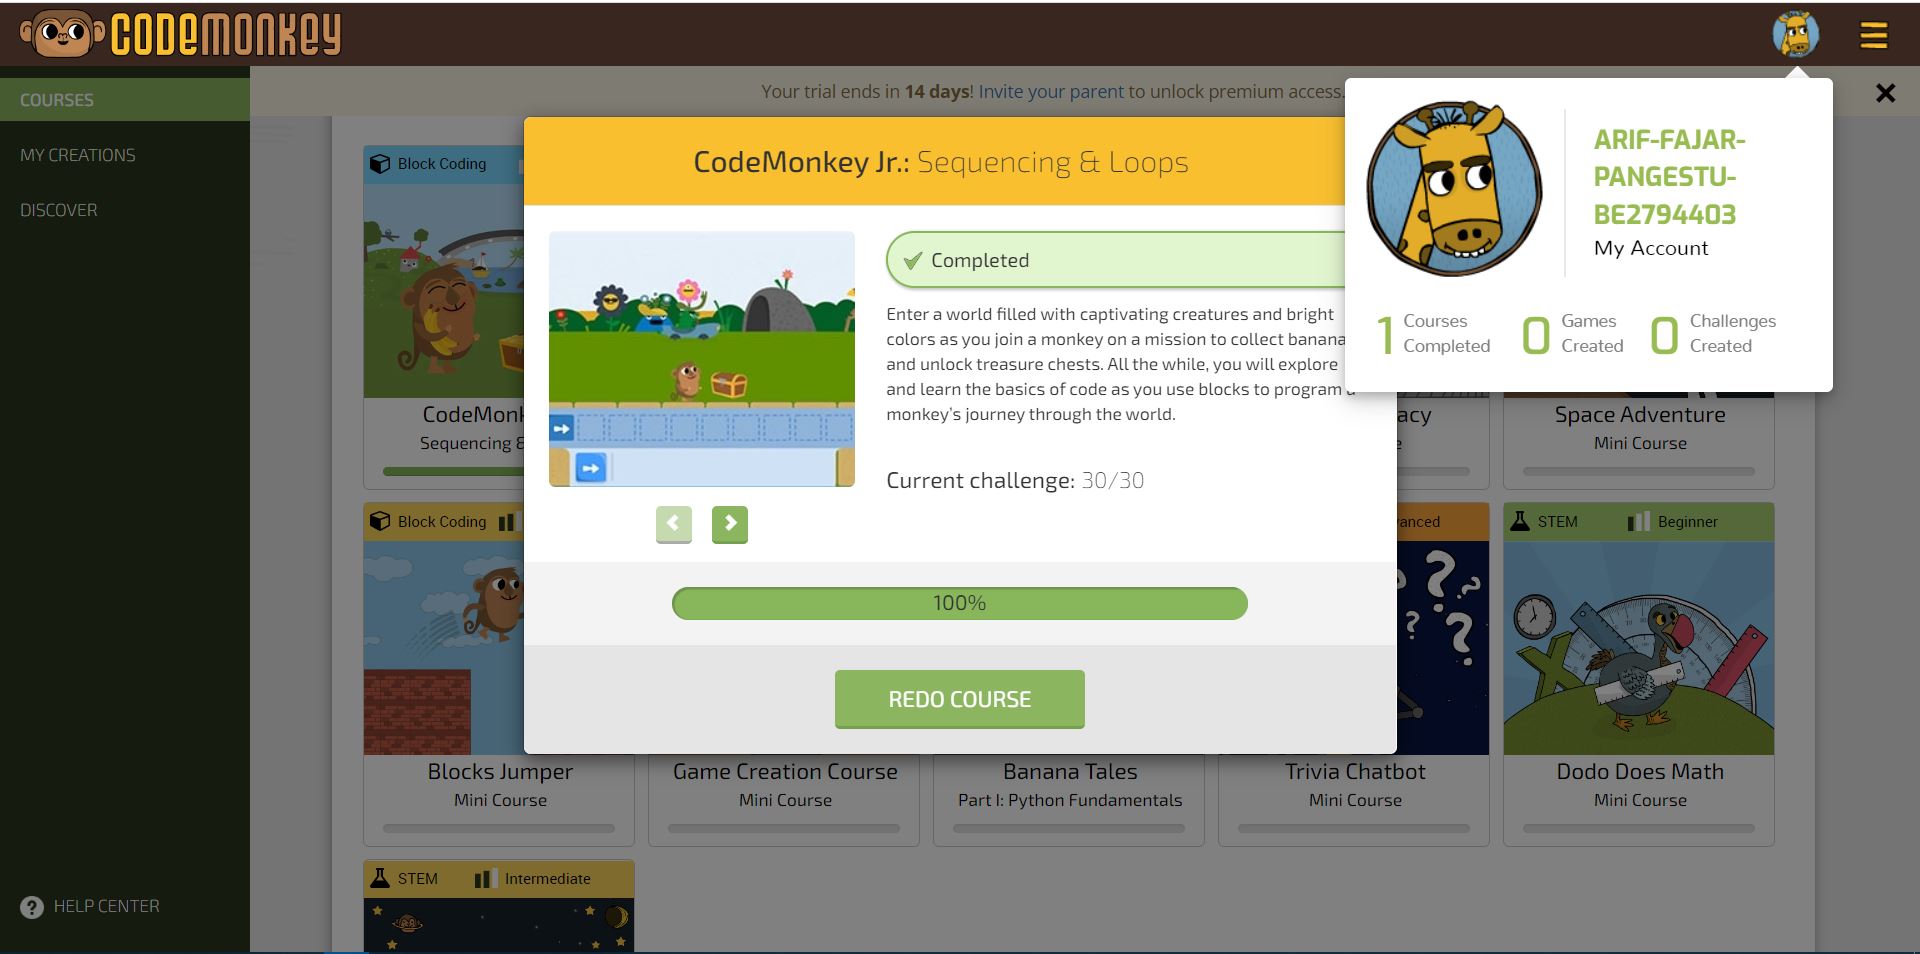 CODEMONKEY
COURSES
MY CREATIONS
DISCOVER
HELP CENTER
Your trial ends in 14 days! Invite your parent to unlock premium access.
ARIF-FAJAR-
PANGESTU-
BE2794403
My Account
1 Courses Completed
0 Games Created
0 Challenges Created
CodeMonkey Jr.: Sequencing & Loops
Completed
Enter a world filled with captivating creatures and bright
colors as you join a monkey on a mission to collect banana
and unlock treasure chests. All the while, you will explore
and learn the basics of code as you use blocks to program
monkey's journey through the world.
Current challenge: 30/30
100%
REDO COURSE
Block Coding
CodeMonk
Sequencing &
acy
Space Adventure
Mini Course
Block Coding
anced
STEM Beginner
Blocks Jumper
Mini Course
Game Creation Course
Mini Course
Banana Tales
Part I: Python Fundamentals
Trivia Chatbot
Mini Course
Dodo Does Math
Mini Course
STEM Intermediate